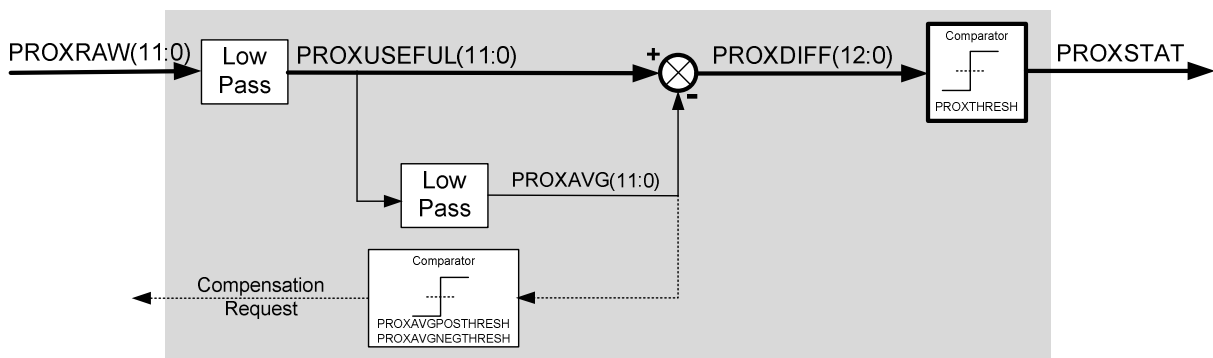 PROXRAW(11:0)
Low
Pass
PROXUSEFUL(11:0)
+
-
PROXDIFF(12:0)
Comparator
PROXTHRESH
PROXSTAT
Low
Pass
PROXAVG(11:0)
Comparator
PROXAVGPOSTHRESH
PROXAVGNEGTHRESH
Compensation
Request